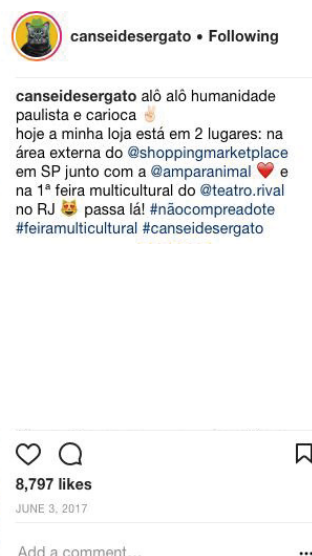 canseidesergato • Following
canseidesergato alô alô humanidade
paulista e carioca ✌🏻
hoje a minha loja está em 2 lugares: na
área externa do @shoppingmarketplace
em SP junto com a @amparanimal ❤️ e
na 1ª feira multicultural do @teatro.rival
no RJ 😻 passa lá! #nãocompreadote
#feiramulticultural #canseidesergato
8,797 likes
JUNE 3, 2017
Add a comment...